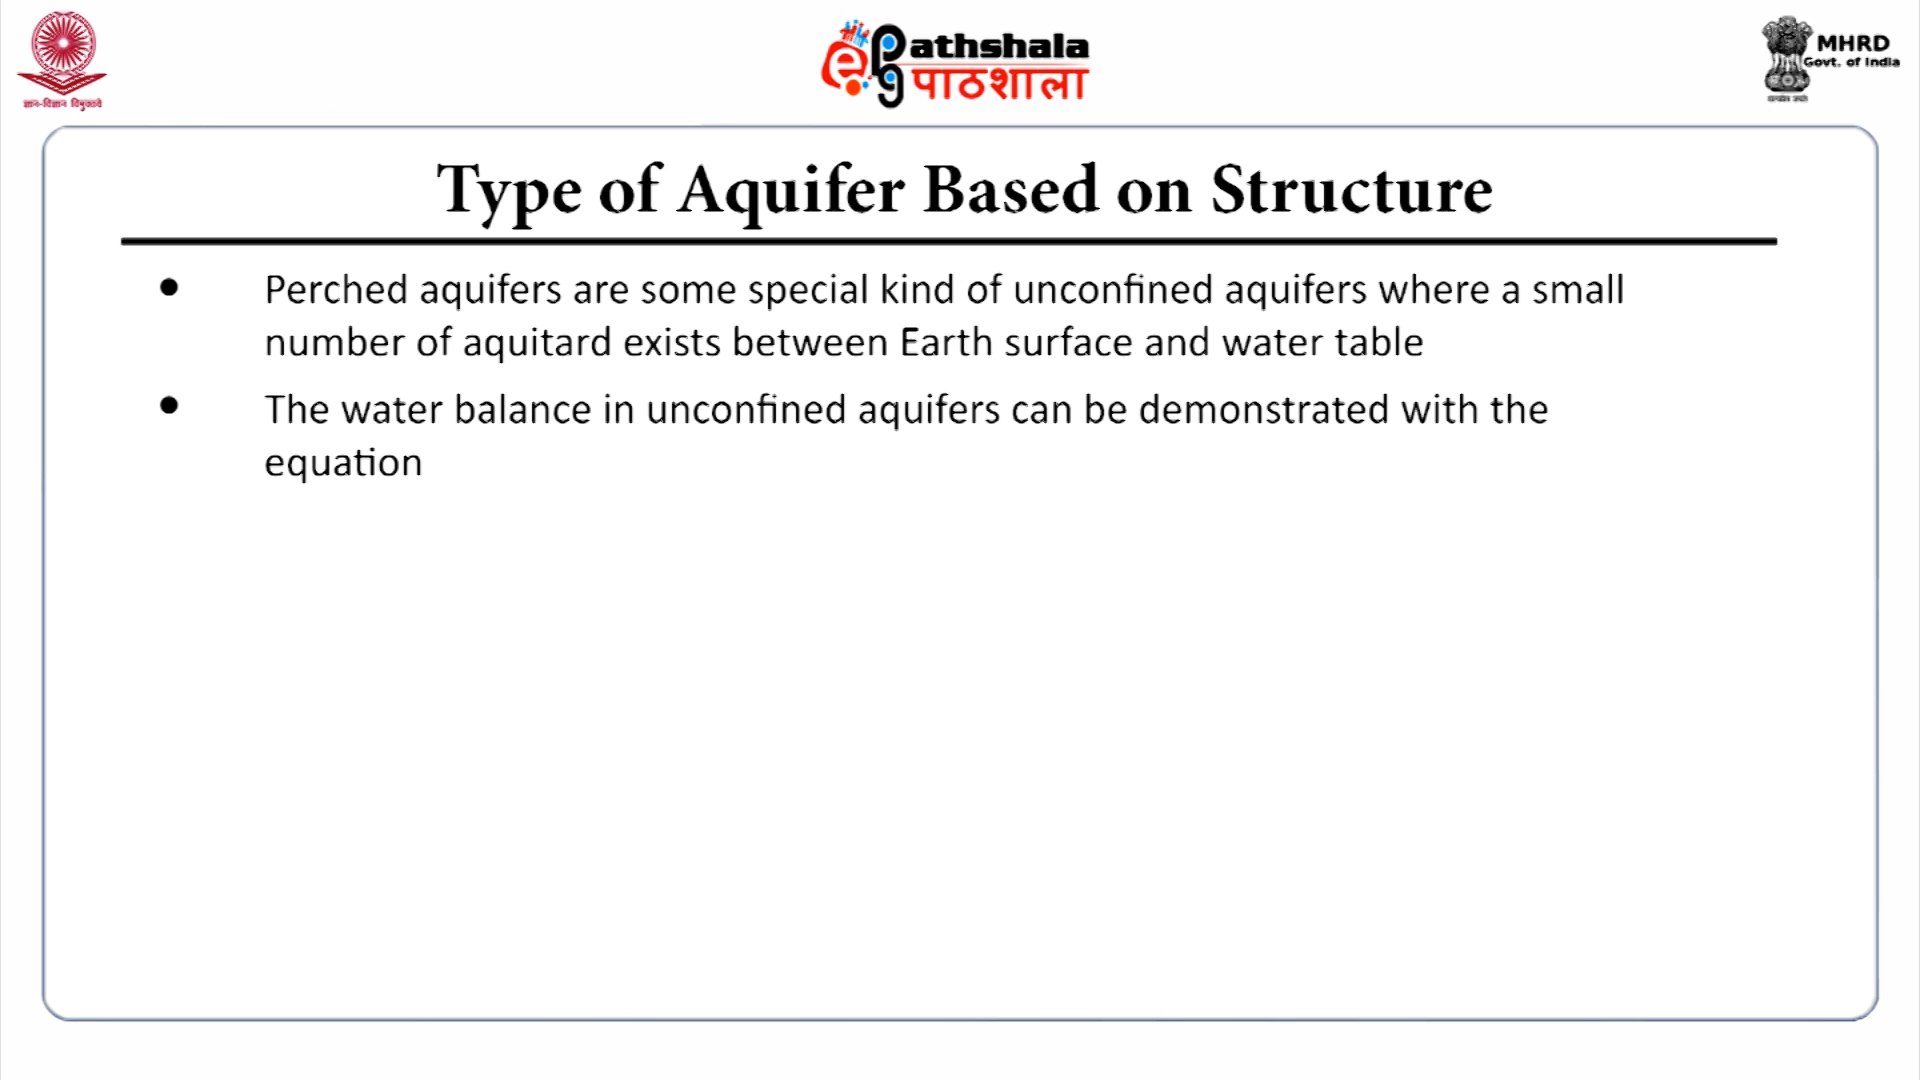 ज्ञान-विज्ञान विमुक्तये
e
Pg
athshala
पाठशाला
MHRD
Govt. of India
Type of Aquifer Based on Structure
• Perched aquifers are some special kind of unconfined aquifers where a small
number of aquitard exists between Earth surface and water table
• The water balance in unconfined aquifers can be demonstrated with the
equation